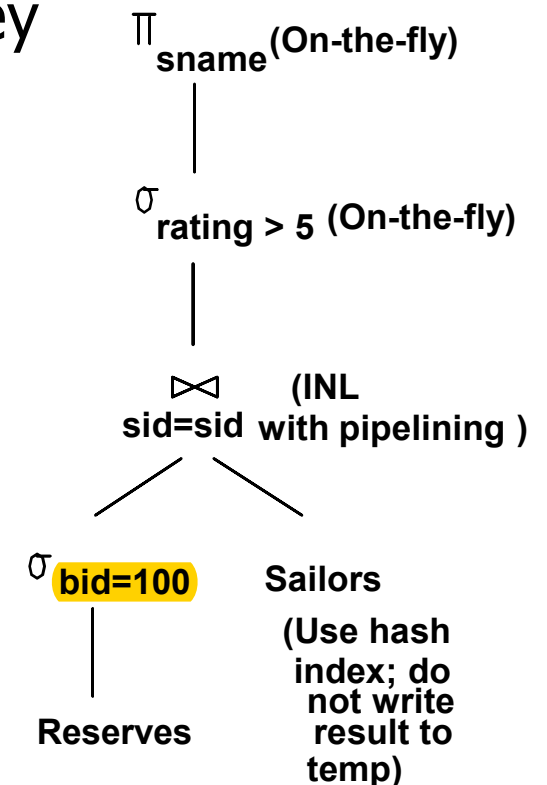 ey
π sname (On-the-fly)
σ rating > 5 (On-the-fly)
⋈ (INL
sid=sid with pipelining )
σ bid=100 Sailors
(Use hash
index; do
not write
Reserves result to
temp)